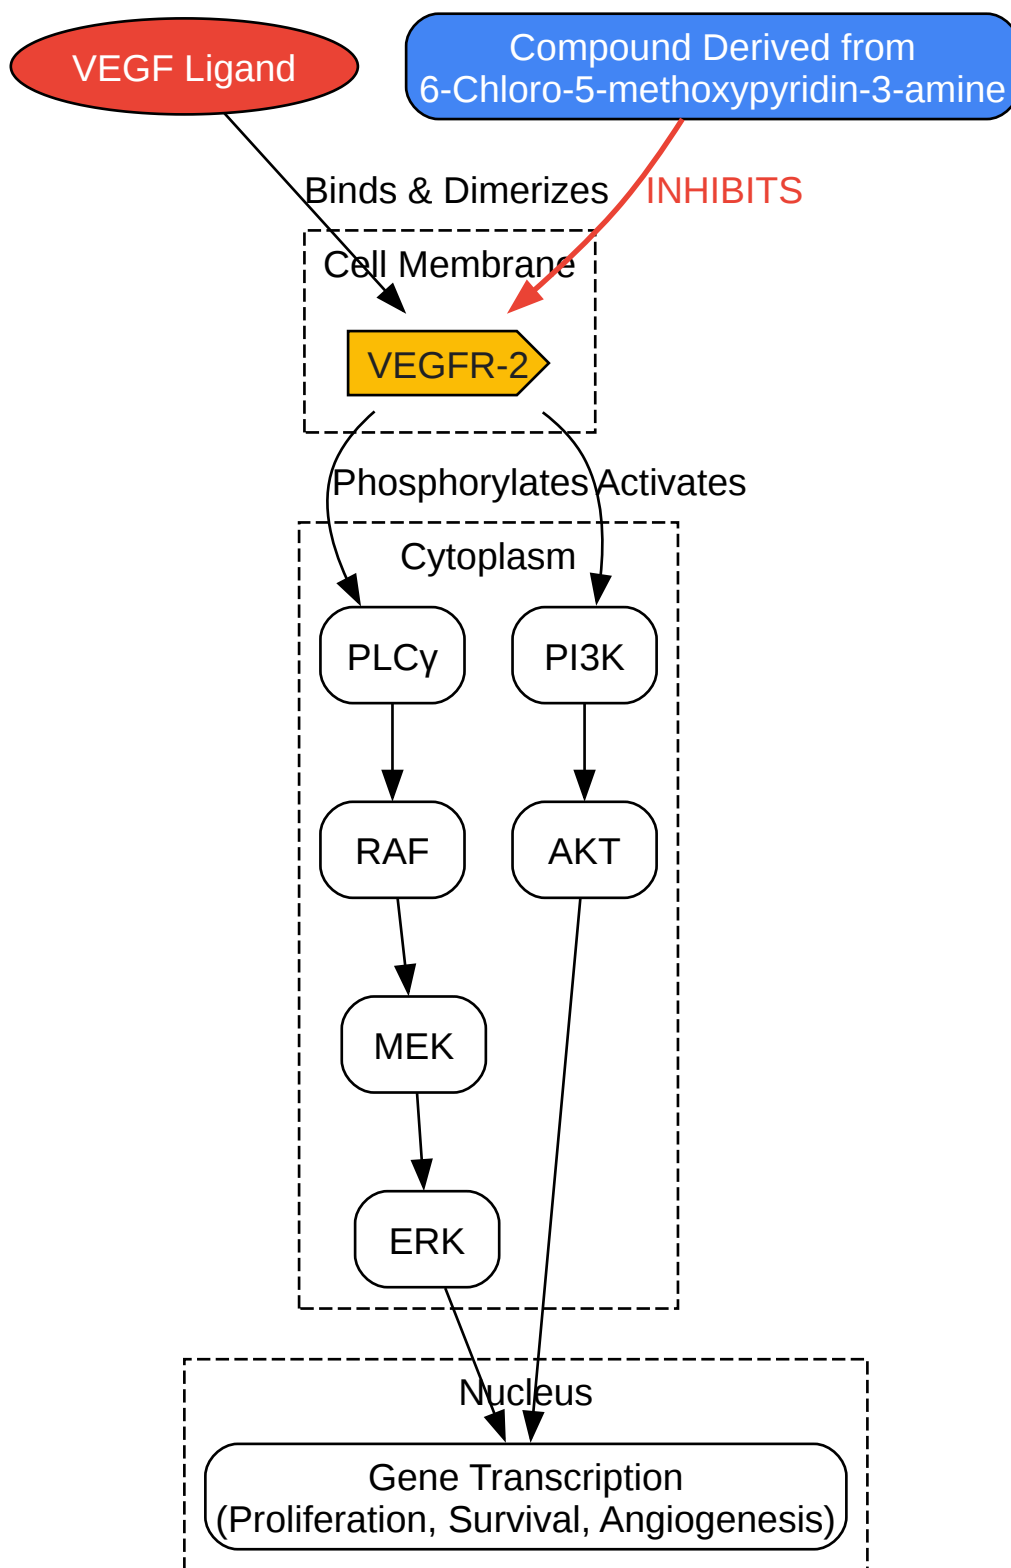 VEGF Ligand
Compound Derived from
6-Chloro-5-methoxypyridin-3-amine
Binds & Dimerizes
INHIBITS
Cell Membrane
VEGFR-2
Phosphorylates
Activates
Cytoplasm
PLCγ
PI3K
RAF
AKT
MEK
ERK
Nucleus
Gene Transcription
(Proliferation, Survival, Angiogenesis)